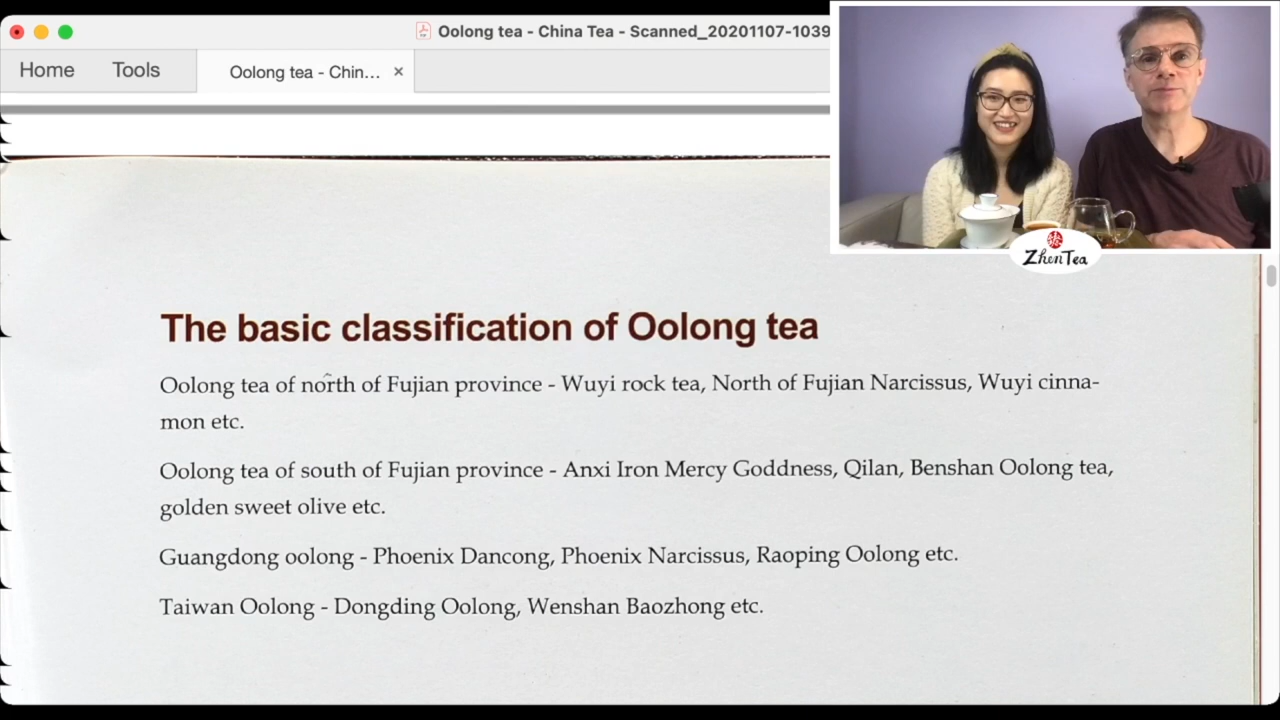 Oolong tea - China Tea - Scanned_20201107-1039
Home Tools Oolong tea - Chin... ×
Zhen Tea
The basic classification of Oolong tea
Oolong tea of north of Fujian province - Wuyi rock tea, North of Fujian Narcissus, Wuyi cinna-
mon etc.
Oolong tea of south of Fujian province - Anxi Iron Mercy Goddness, Qilan, Benshan Oolong tea,
golden sweet olive etc.
Guangdong oolong - Phoenix Dancong, Phoenix Narcissus, Raoping Oolong etc.
Taiwan Oolong - Dongding Oolong, Wenshan Baozhong etc.